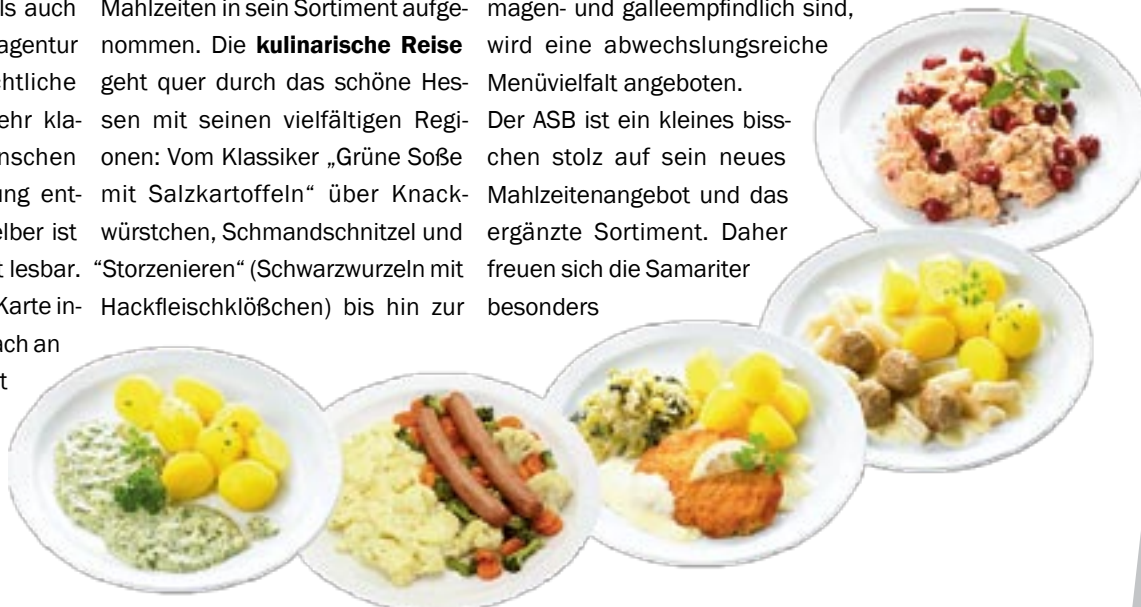 ls auch
agentur
chtliche
ehr kla-
nschen
ung ent-
elber ist
t lesbar.
Karte in-
ach an
t
Mahlzeiten in sein Sortiment aufge-
nommen. Die kulinarische Reise
geht quer durch das schöne Hes-
sen mit seinen vielfältigen Regi-
onen: Vom Klassiker „Grüne Soße
mit Salzkartoffeln“ über Knack-
würstchen, Schmandschnitzel und
“Storzenieren“ (Schwarzwurzeln mit
Hackfleischklößchen) bis hin zur
magen- und galleempfindlich sind,
wird eine abwechslungsreiche
Menüvielfalt angeboten.
Der ASB ist ein kleines biss-
chen stolz auf sein neues
Mahlzeitenangebot und das
ergänzte Sortiment. Daher
freuen sich die Samariter
besonders